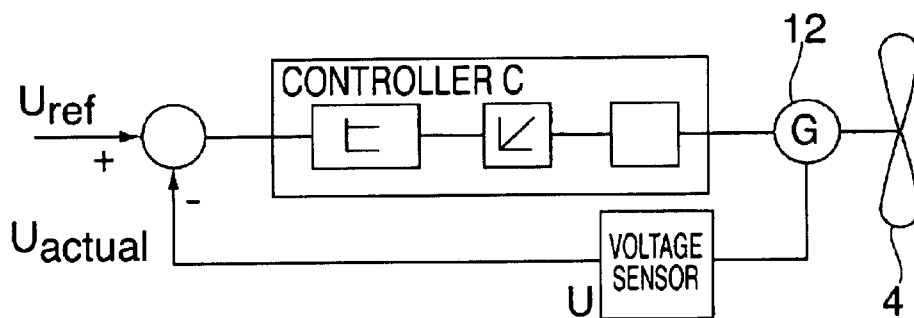 12
CONTROLLER C
Uref
+
G
-
Uactual
VOLTAGE
SENSOR
U
4